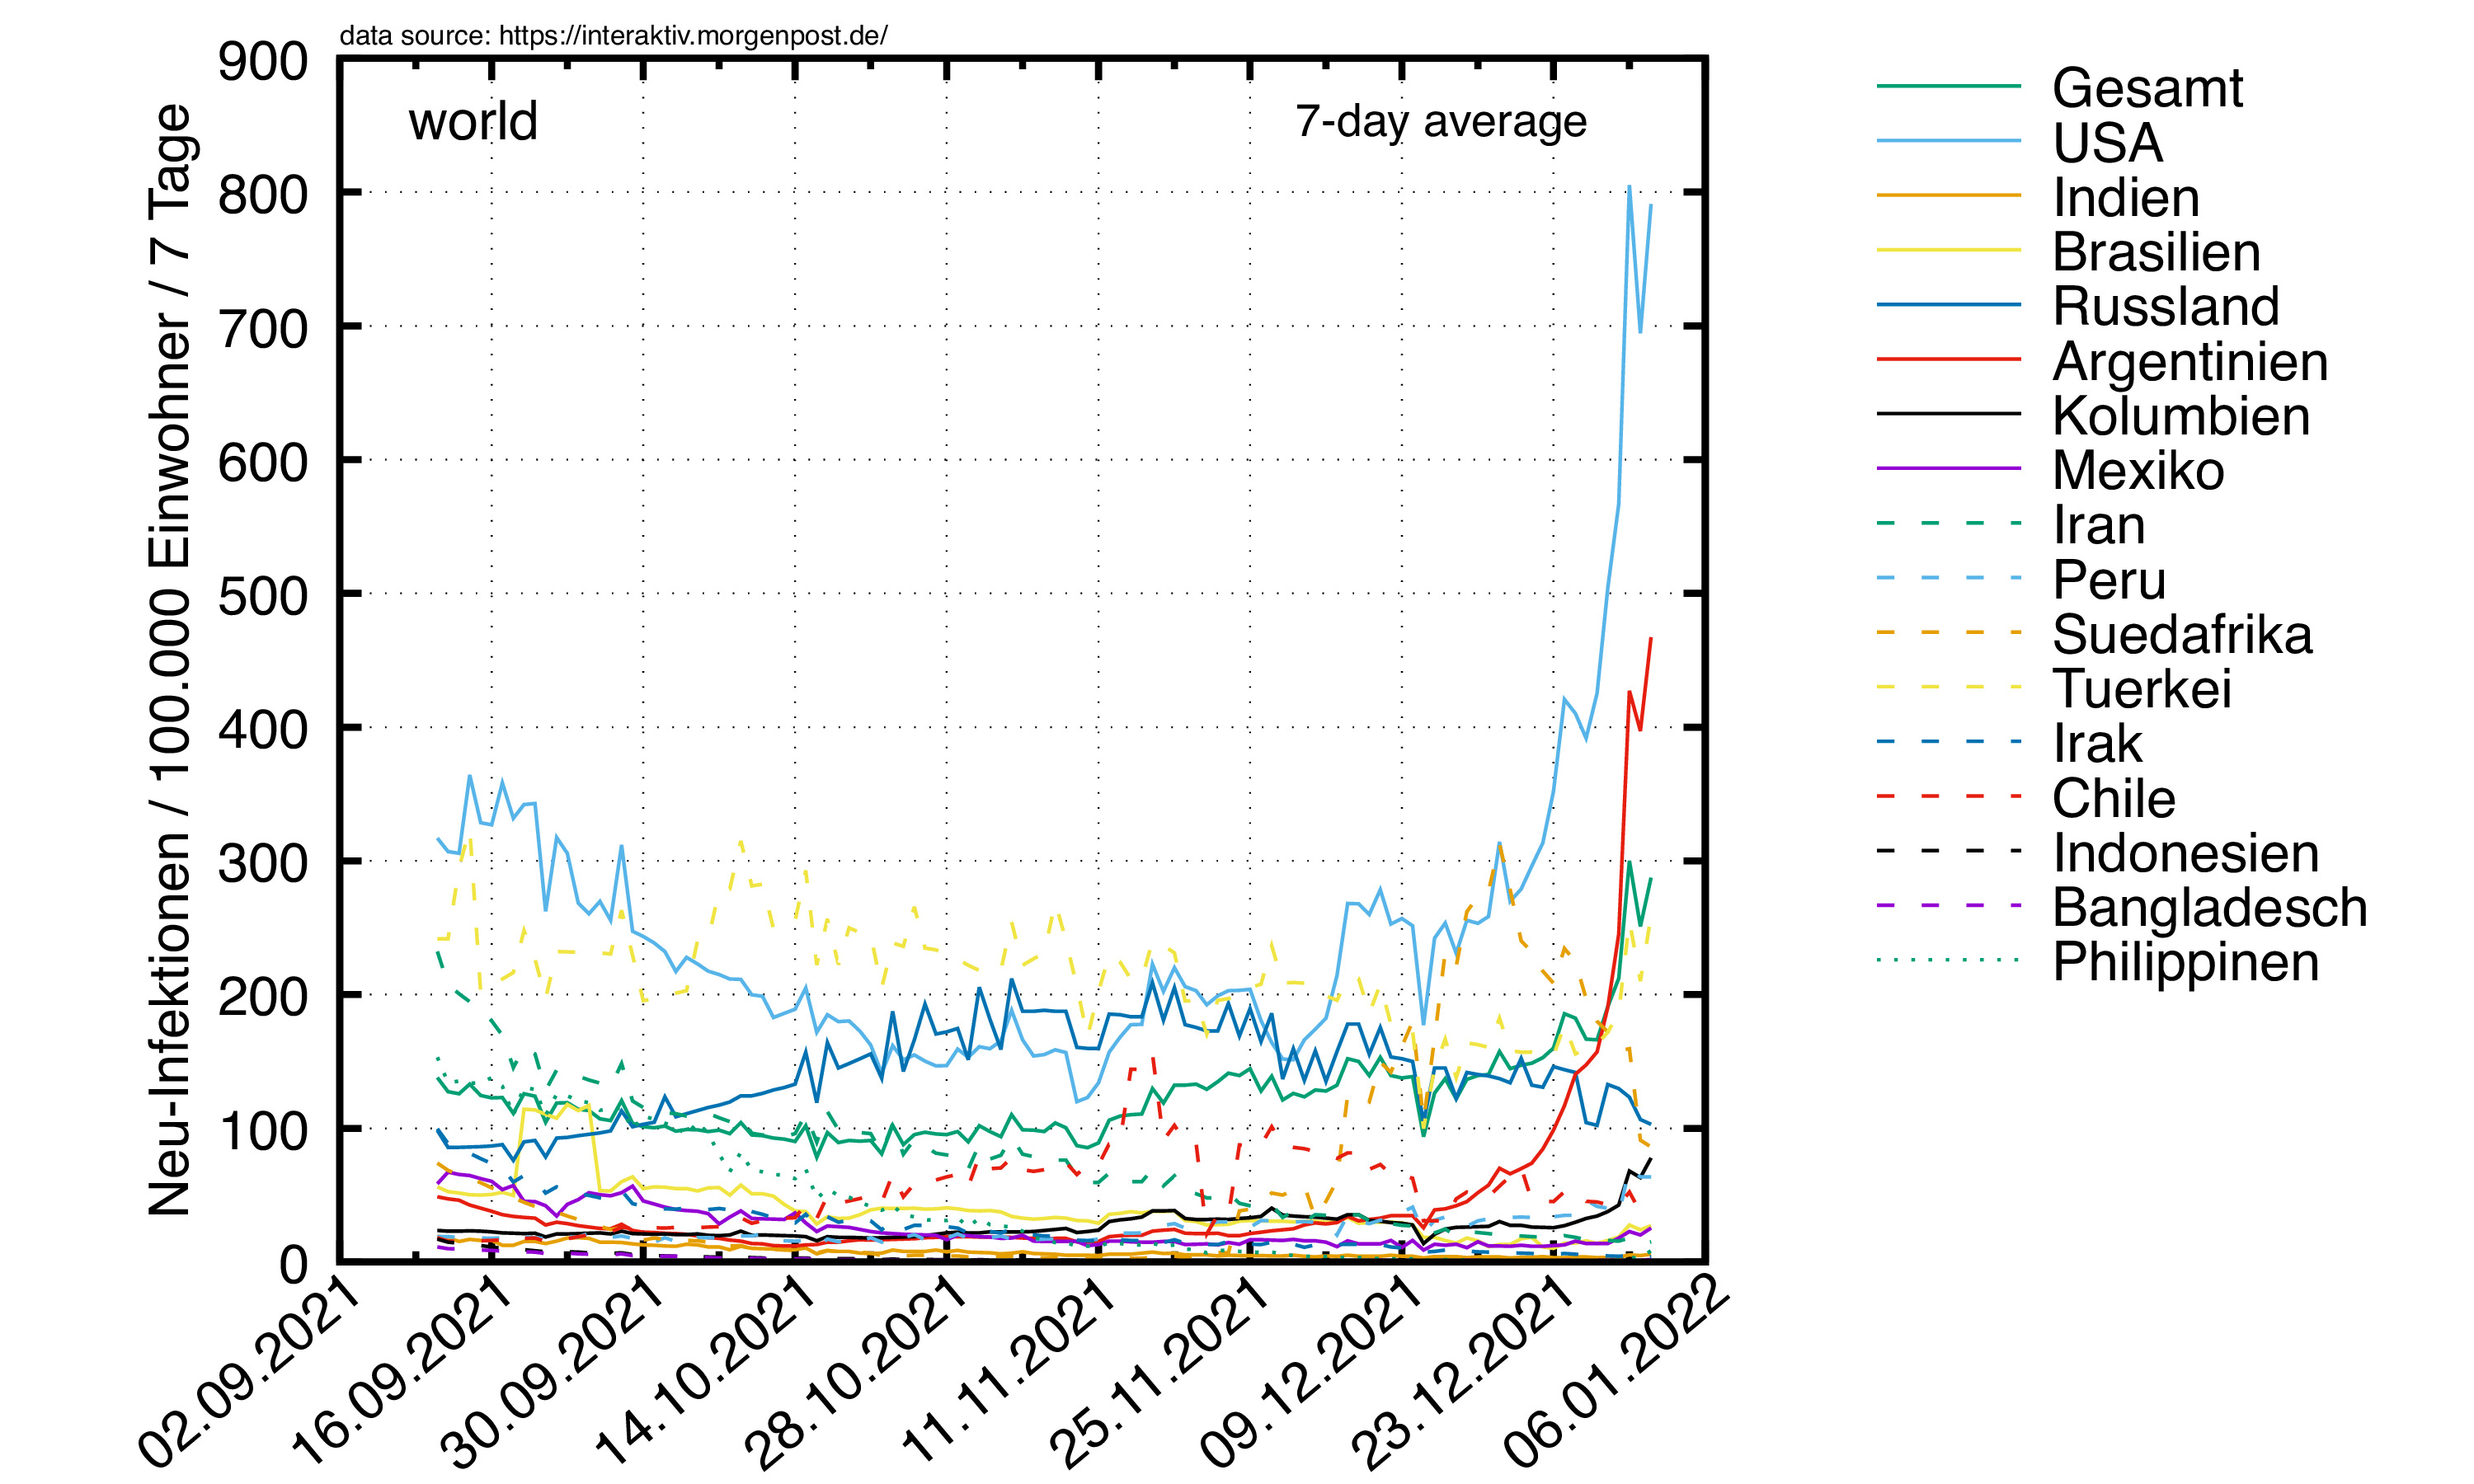 data source: https://interaktiv.morgenpost.de/
world
7-day average
Neu-Infektionen / 100.000 Einwohner / 7 Tage
900
800
700
600
500
400
300
200
100
0
02.09.2021
16.09.2021
30.09.2021
14.10.2021
28.10.2021
11.11.2021
25.11.2021
09.12.2021
23.12.2021
06.01.2022
Gesamt
USA
Indien
Brasilien
Russland
Argentinien
Kolumbien
Mexiko
Iran
Peru
Suedafrika
Tuerkei
Irak
Chile
Indonesien
Bangladesch
Philippinen